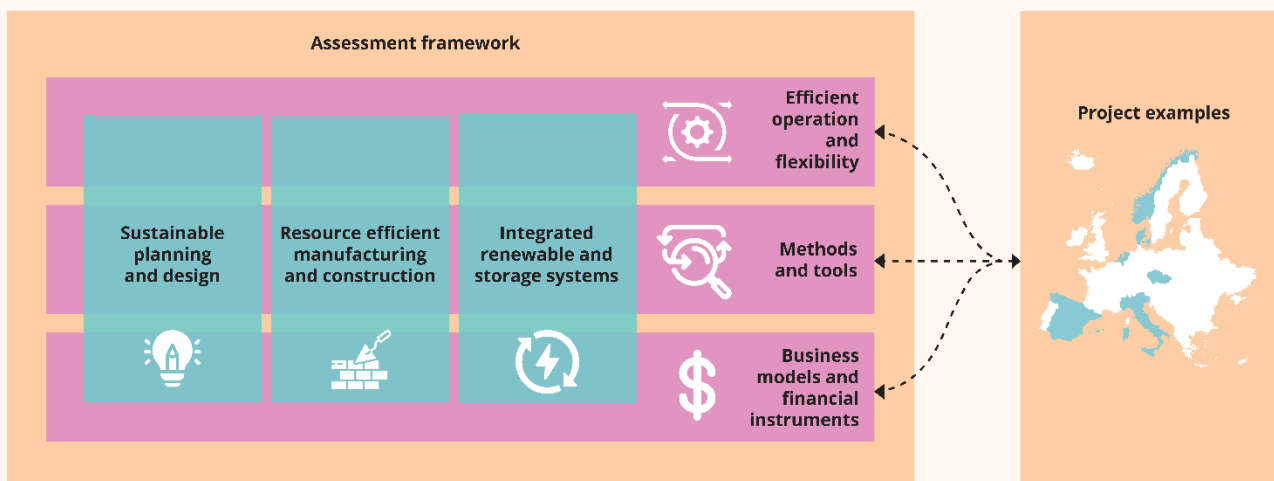 Assessment framework
Efficient
operation
and
flexibility
Sustainable
planning
and design
Resource efficient
manufacturing
and construction
Integrated
renewable and
storage systems
Methods
and tools
Business
models and
financial
instruments
Project examples